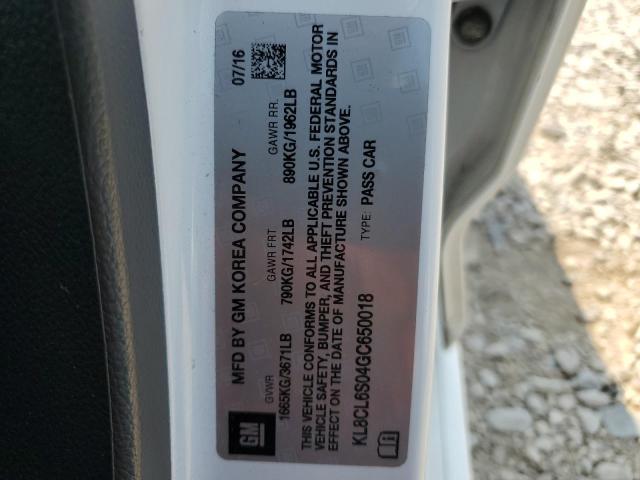 MFD BY GM KOREA COMPANY 07/16
GVWR GAWR FRT GAWR RR.
1665KG/3671LB 790KG/1742LB 890KG/1962LB
THIS VEHICLE CONFORMS TO ALL APPLICABLE U.S. FEDERAL MOTOR
VEHICLE SAFETY, BUMPER, AND THEFT PREVENTION STANDARDS IN
EFFECT ON THE DATE OF MANUFACTURE SHOWN ABOVE.
KL8CL6S04GC650018 TYPE: PASS CAR
GM